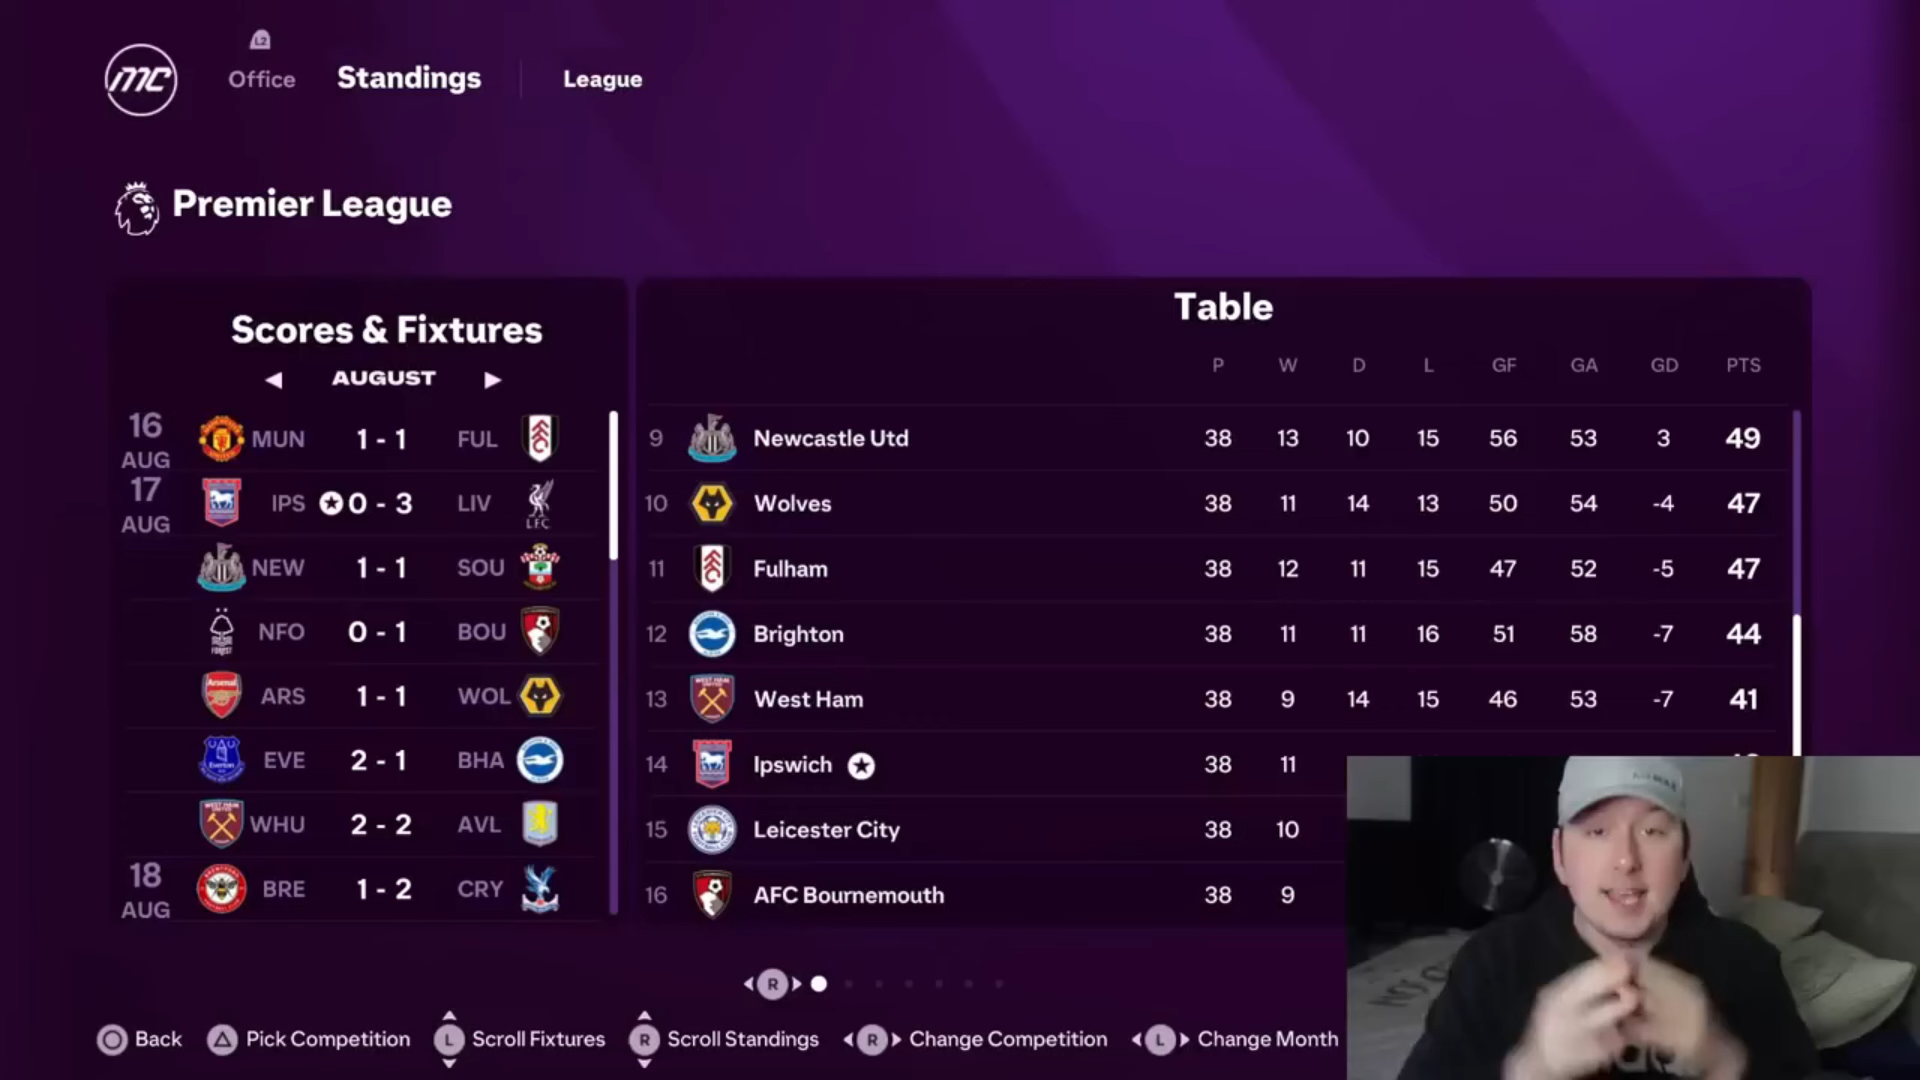 L2
MC Office Standings League
Premier League
Scores & Fixtures
AUGUST
16 AUG MUN 1 - 1 FUL
17 AUG IPS 0 - 3 LIV
NEW 1 - 1 SOU
NFO 0 - 1 BOU
ARS 1 - 1 WOL
EVE 2 - 1 BHA
WHU 2 - 2 AVL
18 AUG BRE 1 - 2 CRY
Table
P W D L GF GA GD PTS
9 Newcastle Utd 38 13 10 15 56 53 3 49
10 Wolves 38 11 14 13 50 54 -4 47
11 Fulham 38 12 11 15 47 52 -5 47
12 Brighton 38 11 11 16 51 58 -7 44
13 West Ham 38 9 14 15 46 53 -7 41
14 Ipswich 38 11
15 Leicester City 38 10
16 AFC Bournemouth 38 9
R
Back Pick Competition L Scroll Fixtures R Scroll Standings R Change Competition L Change Month